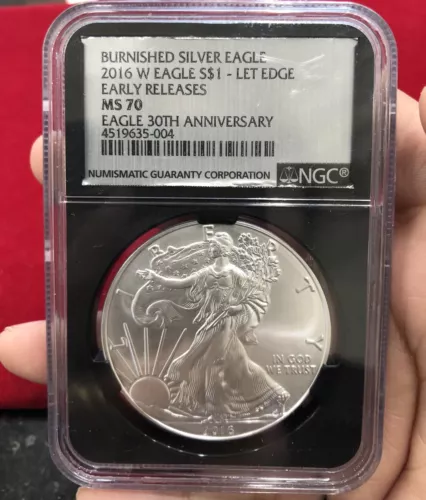 BURNISHED SILVER EAGLE
2016 W EAGLE S$1 - LET EDGE
EARLY RELEASES
MS 70
EAGLE 30TH ANNIVERSARY
4519635-004
NUMISMATIC GUARANTY CORPORATION NGC®
LIBERTY
IN GOD
WE TRUST
2016